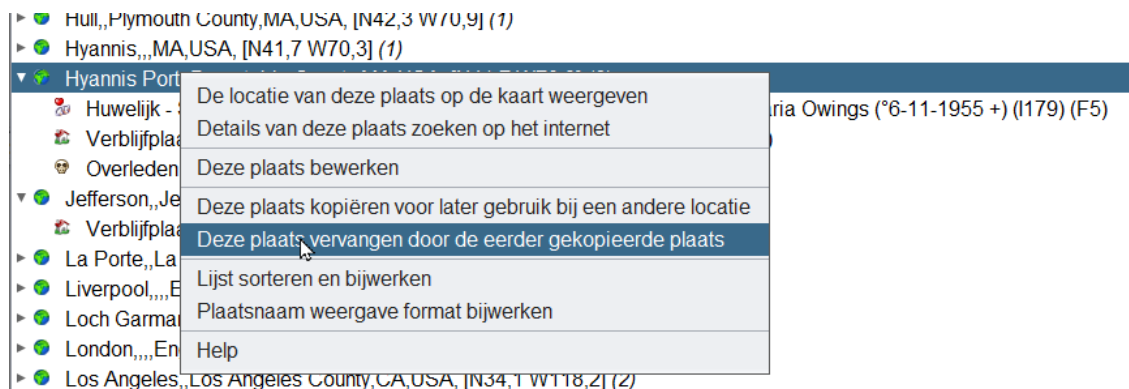 Hull,,Plymouth County,MA,USA, [N42,3 W70,9] (1)
Hyannis,,,MA,USA, [N41,7 W70,3] (1)
Hyannis Port
Huwelijk - ria Owings (°6-11-1955 +) (I179) (F5)
Verblijfplaa
Overleden
Jefferson,,Je
Verblijfplaa
La Porte,,La
Liverpool,,,,E
Loch Garmar
London,,,,En
Los Angeles,,Los Angeles County,CA,USA, [N34,1 W118,2] (2)
De locatie van deze plaats op de kaart weergeven
Details van deze plaats zoeken op het internet
Deze plaats bewerken
Deze plaats kopiëren voor later gebruik bij een andere locatie
Deze plaats vervangen door de eerder gekopieerde plaats
Lijst sorteren en bijwerken
Plaatsnaam weergave format bijwerken
Help